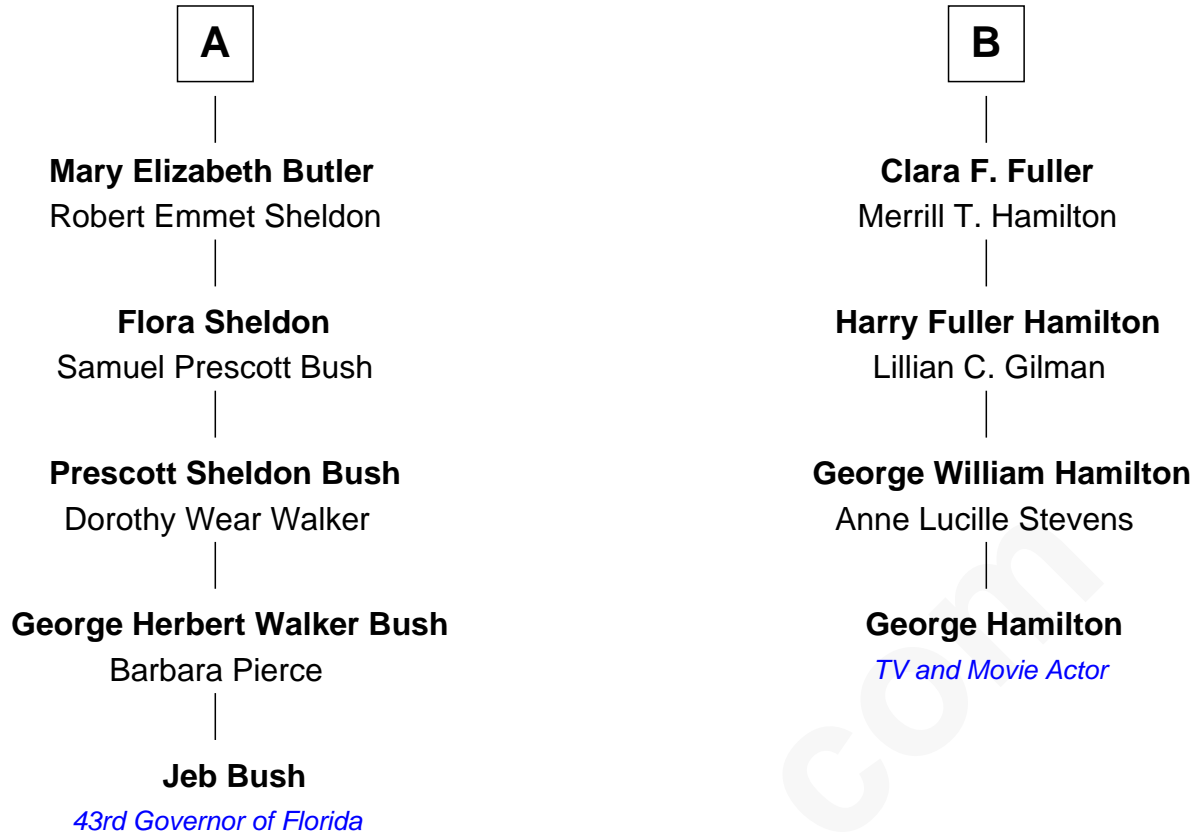 A
Mary Elizabeth Butler
Robert Emmet Sheldon
Flora Sheldon
Samuel Prescott Bush
Prescott Sheldon Bush
Dorothy Wear Walker
George Herbert Walker Bush
Barbara Pierce
Jeb Bush
43rd Governor of Florida
B
Clara F. Fuller
Merrill T. Hamilton
Harry Fuller Hamilton
Lillian C. Gilman
George William Hamilton
Anne Lucille Stevens
George Hamilton
TV and Movie Actor
com